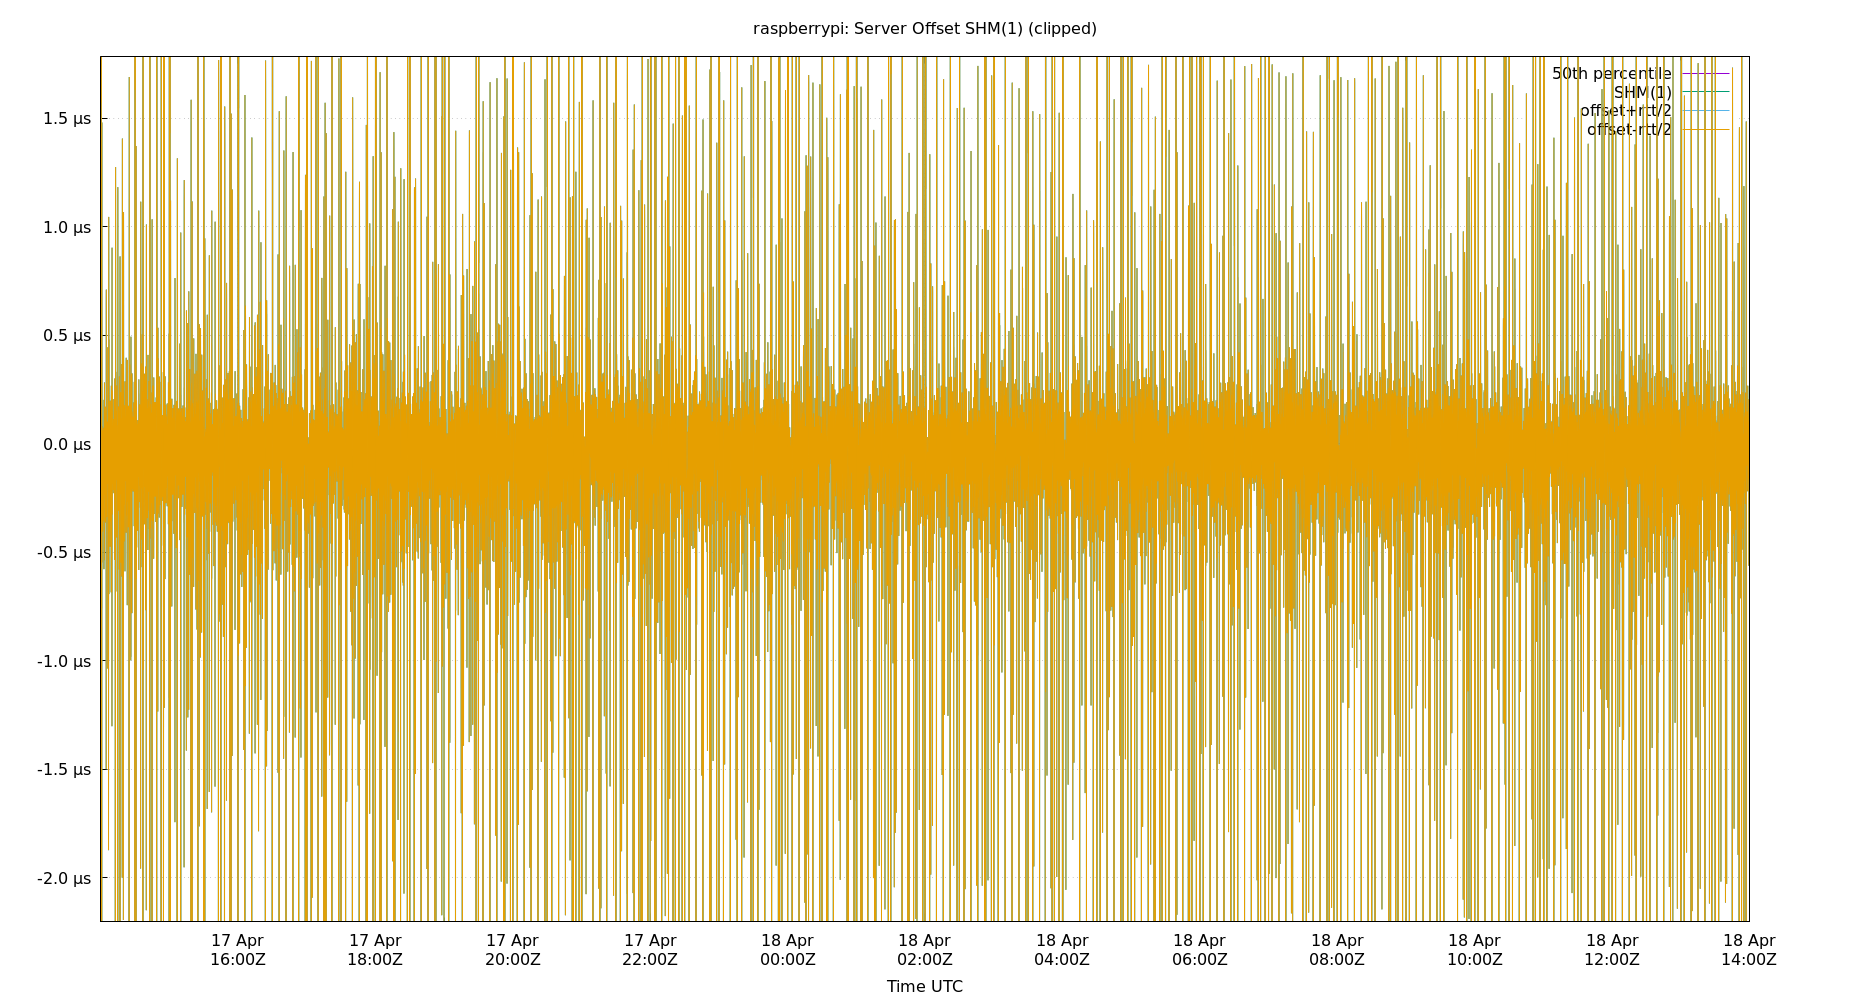 raspberrypi: Server Offset SHM(1) (clipped)
50th percentile
SHM(1)
offset+rtt/2
offset-rtt/2
1.5 µs
1.0 µs
0.5 µs
0.0 µs
-0.5 µs
-1.0 µs
-1.5 µs
-2.0 µs
17 Apr 17 Apr 17 Apr 17 Apr 18 Apr 18 Apr 18 Apr 18 Apr 18 Apr 18 Apr 18 Apr 18 Apr
16:00Z 18:00Z 20:00Z 22:00Z 00:00Z 02:00Z 04:00Z 06:00Z 08:00Z 10:00Z 12:00Z 14:00Z
Time UTC